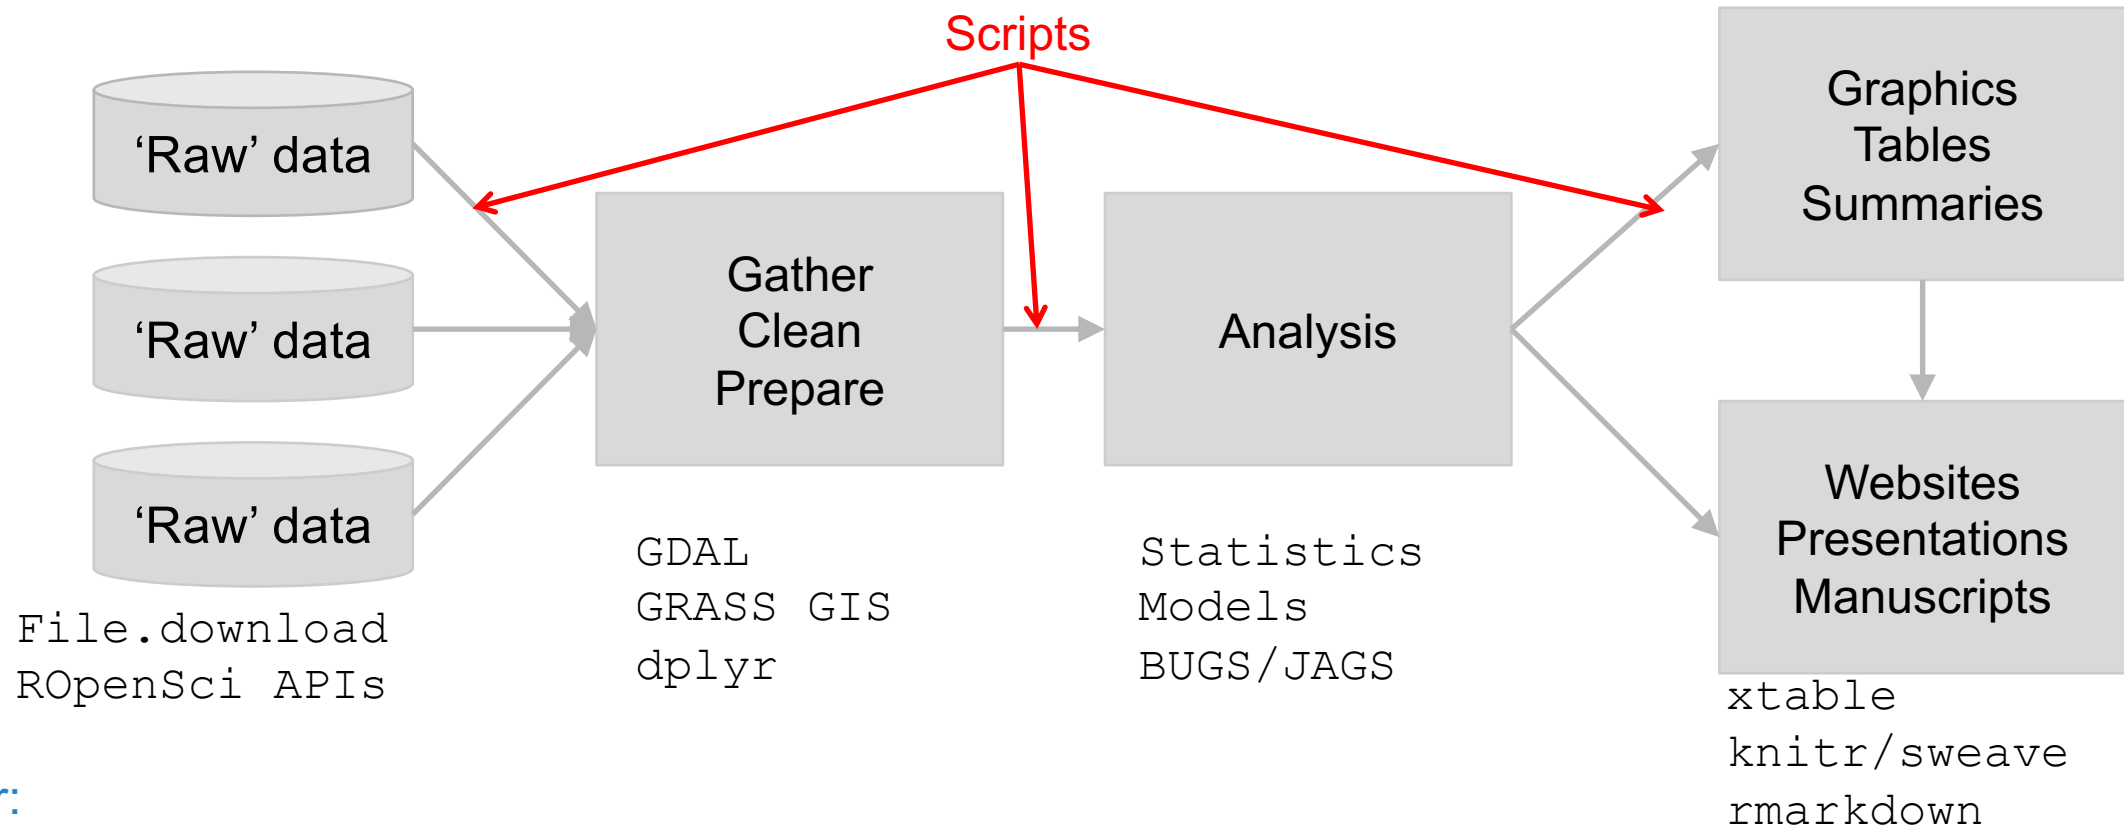 Scripts
‘Raw’ data
‘Raw’ data
‘Raw’ data
File.download
ROpenSci APIs
Gather
Clean
Prepare
GDAL
GRASS GIS
dplyr
Analysis
Statistics
Models
BUGS/JAGS
Graphics
Tables
Summaries
Websites
Presentations
Manuscripts
xtable
knitr/sweave
rmarkdown